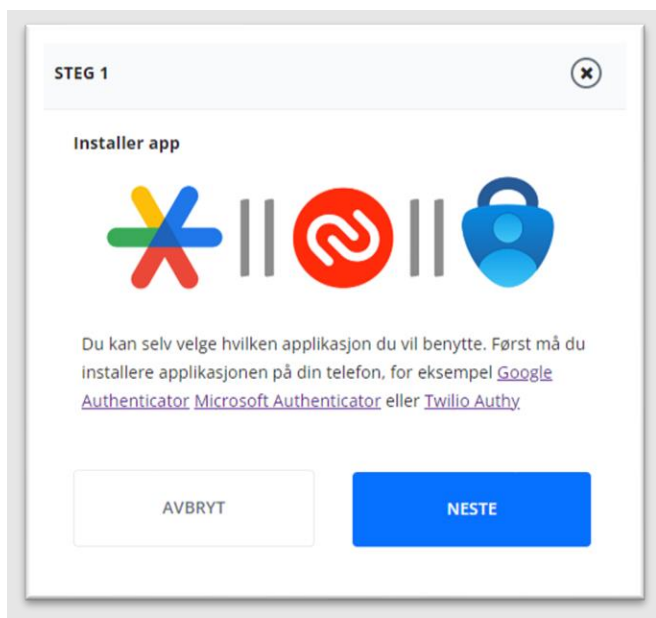 STEG 1
Installer app
Du kan selv velge hvilken applikasjon du vil benytte. Først må du
installere applikasjonen på din telefon, for eksempel Google
Authenticator Microsoft Authenticator eller Twilio Authy
AVBRYT
NESTE